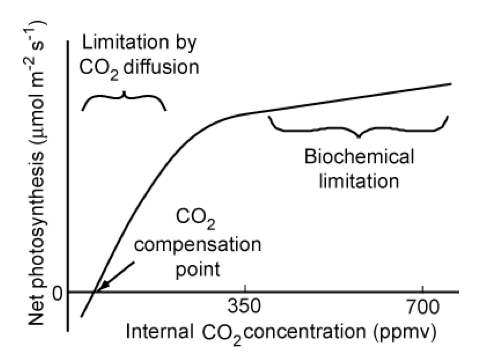 Limitation by
CO₂ diffusion
Net photosynthesis (μmol m⁻² s⁻¹)
Biochemical
limitation
CO₂
compensation
point
0
350
700
Internal CO₂ concentration (ppmv)